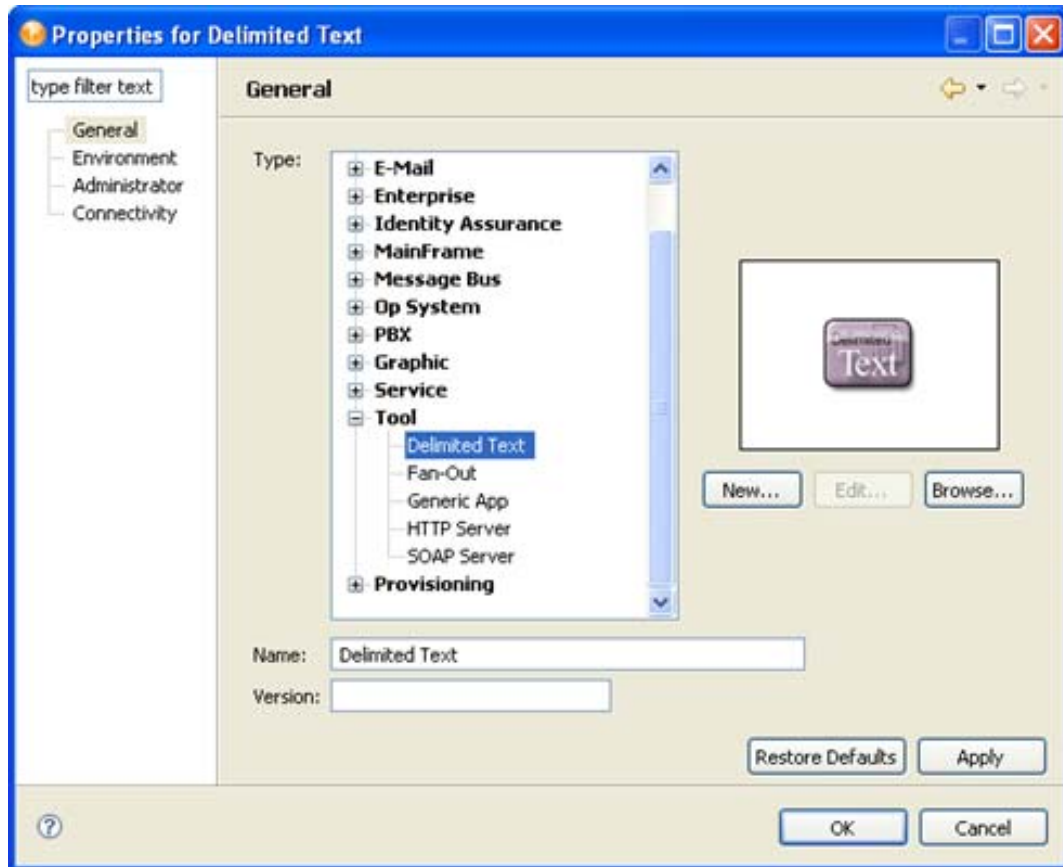 Properties for Delimited Text
type filter text
General
Environment
Administrator
Connectivity
General
Type:
E-Mail
Enterprise
Identity Assurance
MainFrame
Message Bus
Op System
PBX
Graphic
Service
Tool
Delimited Text
Fan-Out
Generic App
HTTP Server
SOAP Server
Provisioning
Delimited
Text
New... Edit... Browse...
Name: Delimited Text
Version:
Restore Defaults Apply
OK Cancel